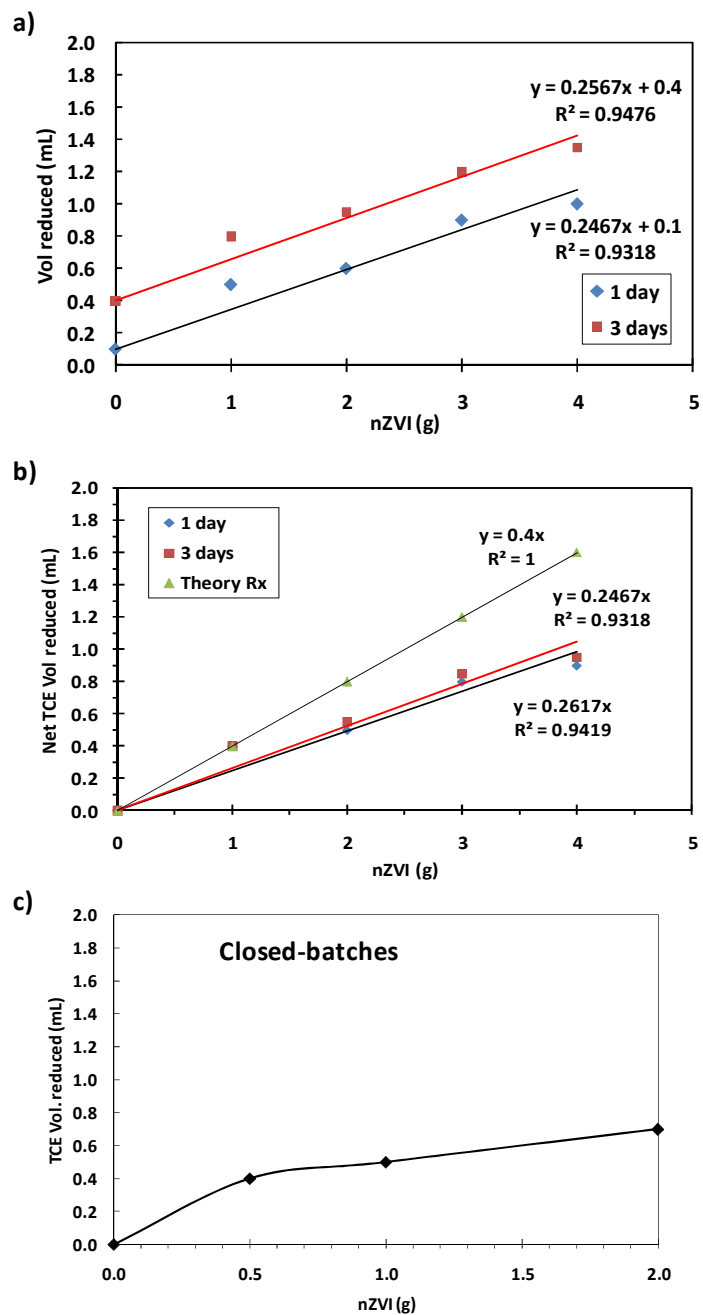 a)
2.0
1.8
1.6
1.4
1.2
1.0
0.8
0.6
0.4
0.2
0.0
Vol reduced (mL)
y = 0.2567x + 0.4
R² = 0.9476
y = 0.2467x + 0.1
R² = 0.9318
1 day
3 days
0 1 2 3 4 5
nZVI (g)
b)
2.0
1.8
1.6
1.4
1.2
1.0
0.8
0.6
0.4
0.2
0.0
Net TCE Vol reduced (mL)
1 day
3 days
Theory Rx
y = 0.4x
R² = 1
y = 0.2467x
R² = 0.9318
y = 0.2617x
R² = 0.9419
0 1 2 3 4 5
nZVI (g)
c)
2.0
1.8
1.6
1.4
1.2
1.0
0.8
0.6
0.4
0.2
0.0
TCE Vol. reduced (mL)
Closed-batches
0.0 0.5 1.0 1.5 2.0
nZVI (g)